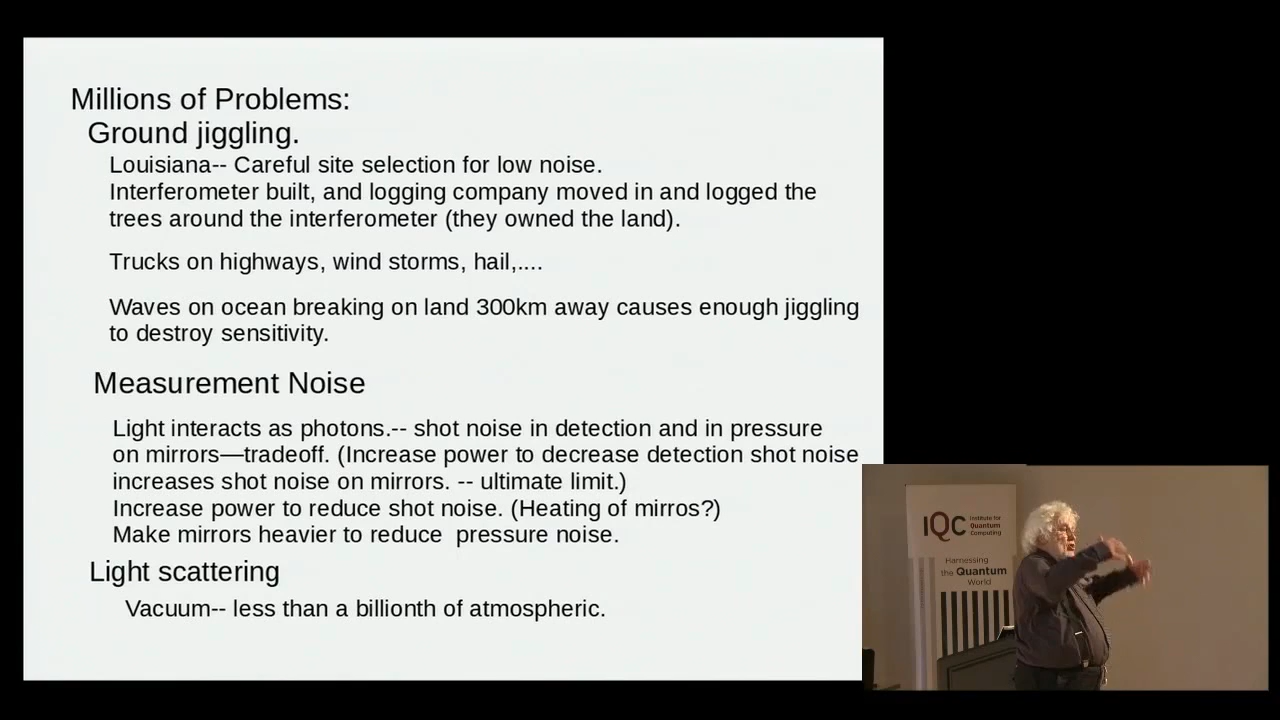 Millions of Problems:
Ground jiggling.
Louisiana-- Careful site selection for low noise.
Interferometer built, and logging company moved in and logged the
trees around the interferometer (they owned the land).
Trucks on highways, wind storms, hail,....
Waves on ocean breaking on land 300km away causes enough jiggling
to destroy sensitivity.
Measurement Noise
Light interacts as photons.-- shot noise in detection and in pressure
on mirrors—tradeoff. (Increase power to decrease detection shot noise
increases shot noise on mirrors. -- ultimate limit.)
Increase power to reduce shot noise. (Heating of mirros?)
Make mirrors heavier to reduce  pressure noise.
Light scattering
Vacuum-- less than a billionth of atmospheric.
IQC
Institute for
Quantum
Computing
Harnessing
the Quantum
World